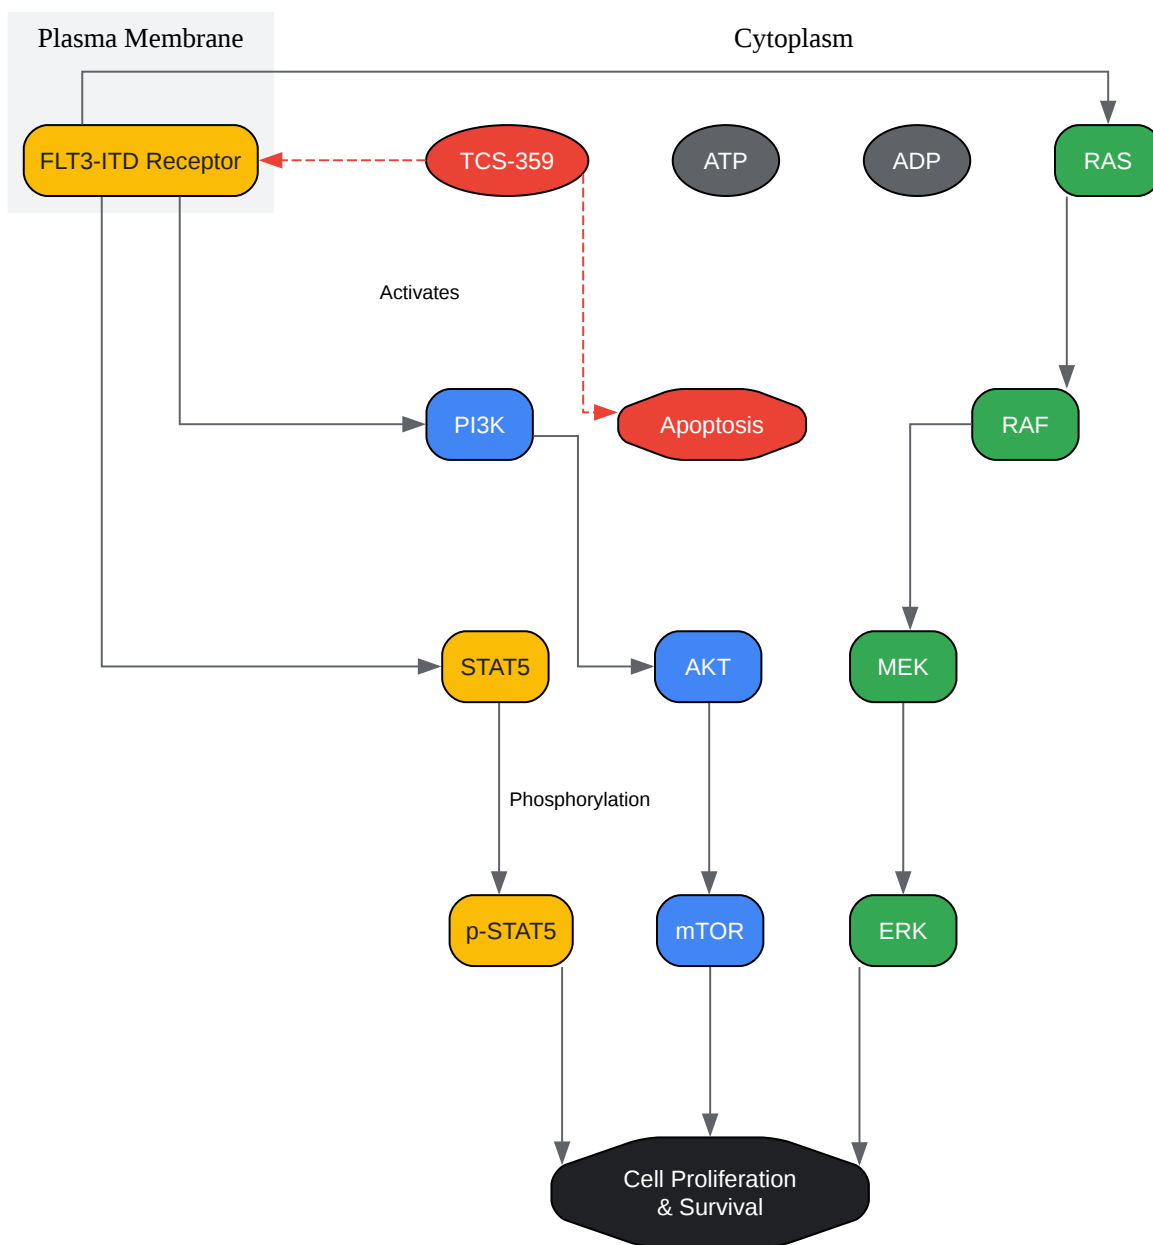 Plasma Membrane
Cytoplasm
FLT3-ITD Receptor
TCS-359
ATP
ADP
RAS
Activates
PI3K
Apoptosis
RAF
STAT5
AKT
MEK
Phosphorylation
p-STAT5
mTOR
ERK
Cell Proliferation
& Survival